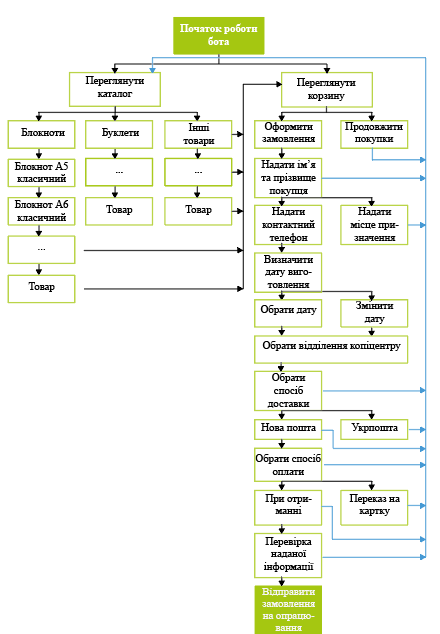 Початок роботи
бота
Переглянути
каталог
Переглянути
корзину
Блокноти
Буклети
Інші
товари
Оформити
замовлення
Продовжити
покупки
Блокнот А5
класичний
...
...
Надати ім’я
та прізвище
покупця
Блокнот А6
класичний
Товар
Товар
Надати
контактний
телефон
Надати
місце при-
значення
...
Визначити
дату виго-
товлення
Товар
Обрати дату
Змінити
дату
Обрати відділення копіцентру
Обрати
спосіб
доставки
Нова пошта
Укрпошта
Обрати спосіб
оплати
При отри-
манні
Переказ на
картку
Перевірка
наданої
інформації
Відправити
замовлення
на опрацю-
вання